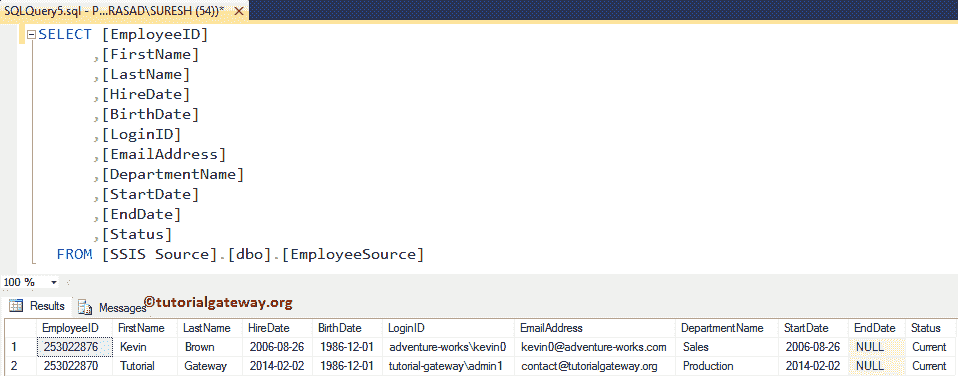 SQLQuery5.sql - P...RASAD\SURESH (54))* ✕
SELECT [EmployeeID]
,[FirstName]
,[LastName]
,[HireDate]
,[BirthDate]
,[LoginID]
,[EmailAddress]
,[DepartmentName]
,[StartDate]
,[EndDate]
,[Status]
FROM [SSIS Source].[dbo].[EmployeeSource]
100 %
Results Messages ©tutorialgateway.org
EmployeeID FirstName LastName HireDate BirthDate LoginID EmailAddress DepartmentName StartDate EndDate Status
1 253022876 Kevin Brown 2006-08-26 1986-12-01 adventure-works\kevin0 kevin0@adventure-works.com Sales 2006-08-26 NULL Current
2 253022870 Tutorial Gateway 2014-02-02 1986-12-01 tutorial-gateway\admin1 contact@tutorialgateway.org Production 2014-02-02 NULL Current